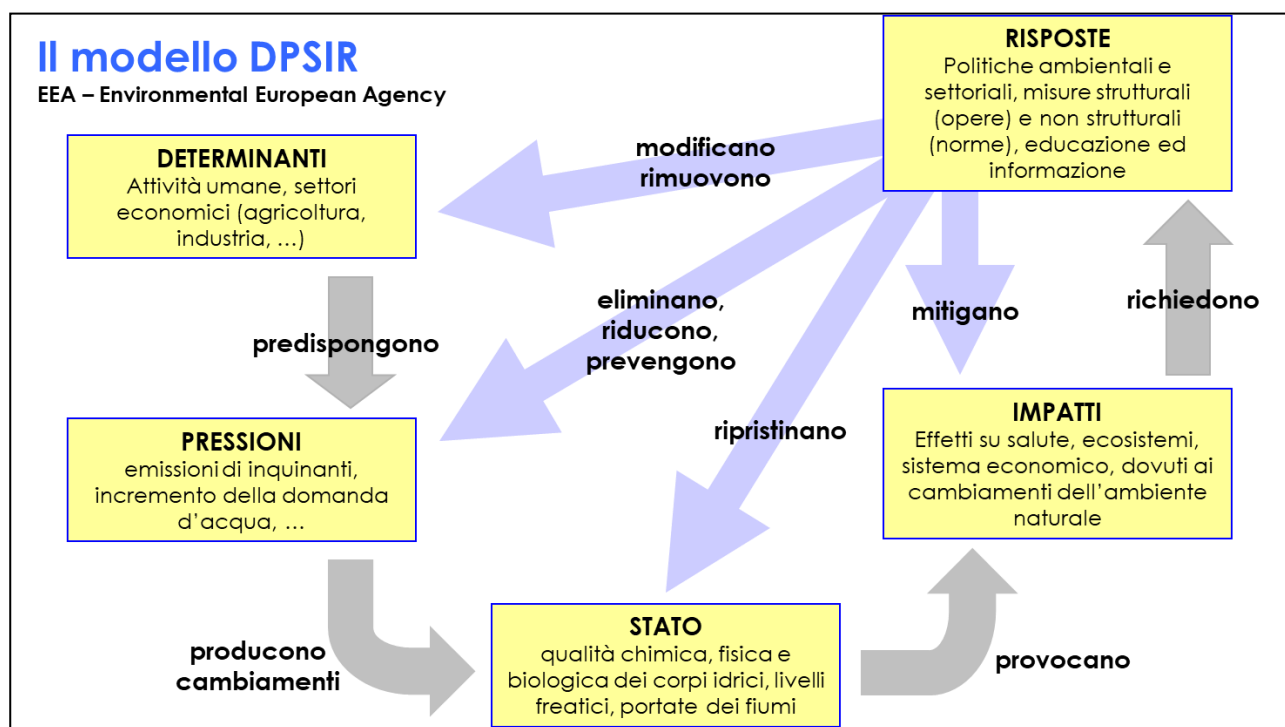 Il modello DPSIR
EEA – Environmental European Agency
RISPOSTE
Politiche ambientali e
settoriali, misure strutturali
(opere) e non strutturali
(norme), educazione ed
informazione
DETERMINANTI
Attività umane, settori
economici (agricoltura,
industria, …)
modificano
rimuovono
predispongono
eliminano,
riducono,
prevengono
mitigano
richiedono
PRESSIONI
emissioni di inquinanti,
incremento della domanda
d’acqua, …
ripristinano
IMPATTI
Effetti su salute, ecosistemi,
sistema economico, dovuti ai
cambiamenti dell’ambiente
naturale
producono
cambiamenti
STATO
qualità chimica, fisica e
biologica dei corpi idrici, livelli
freatici, portate dei fiumi
provocano